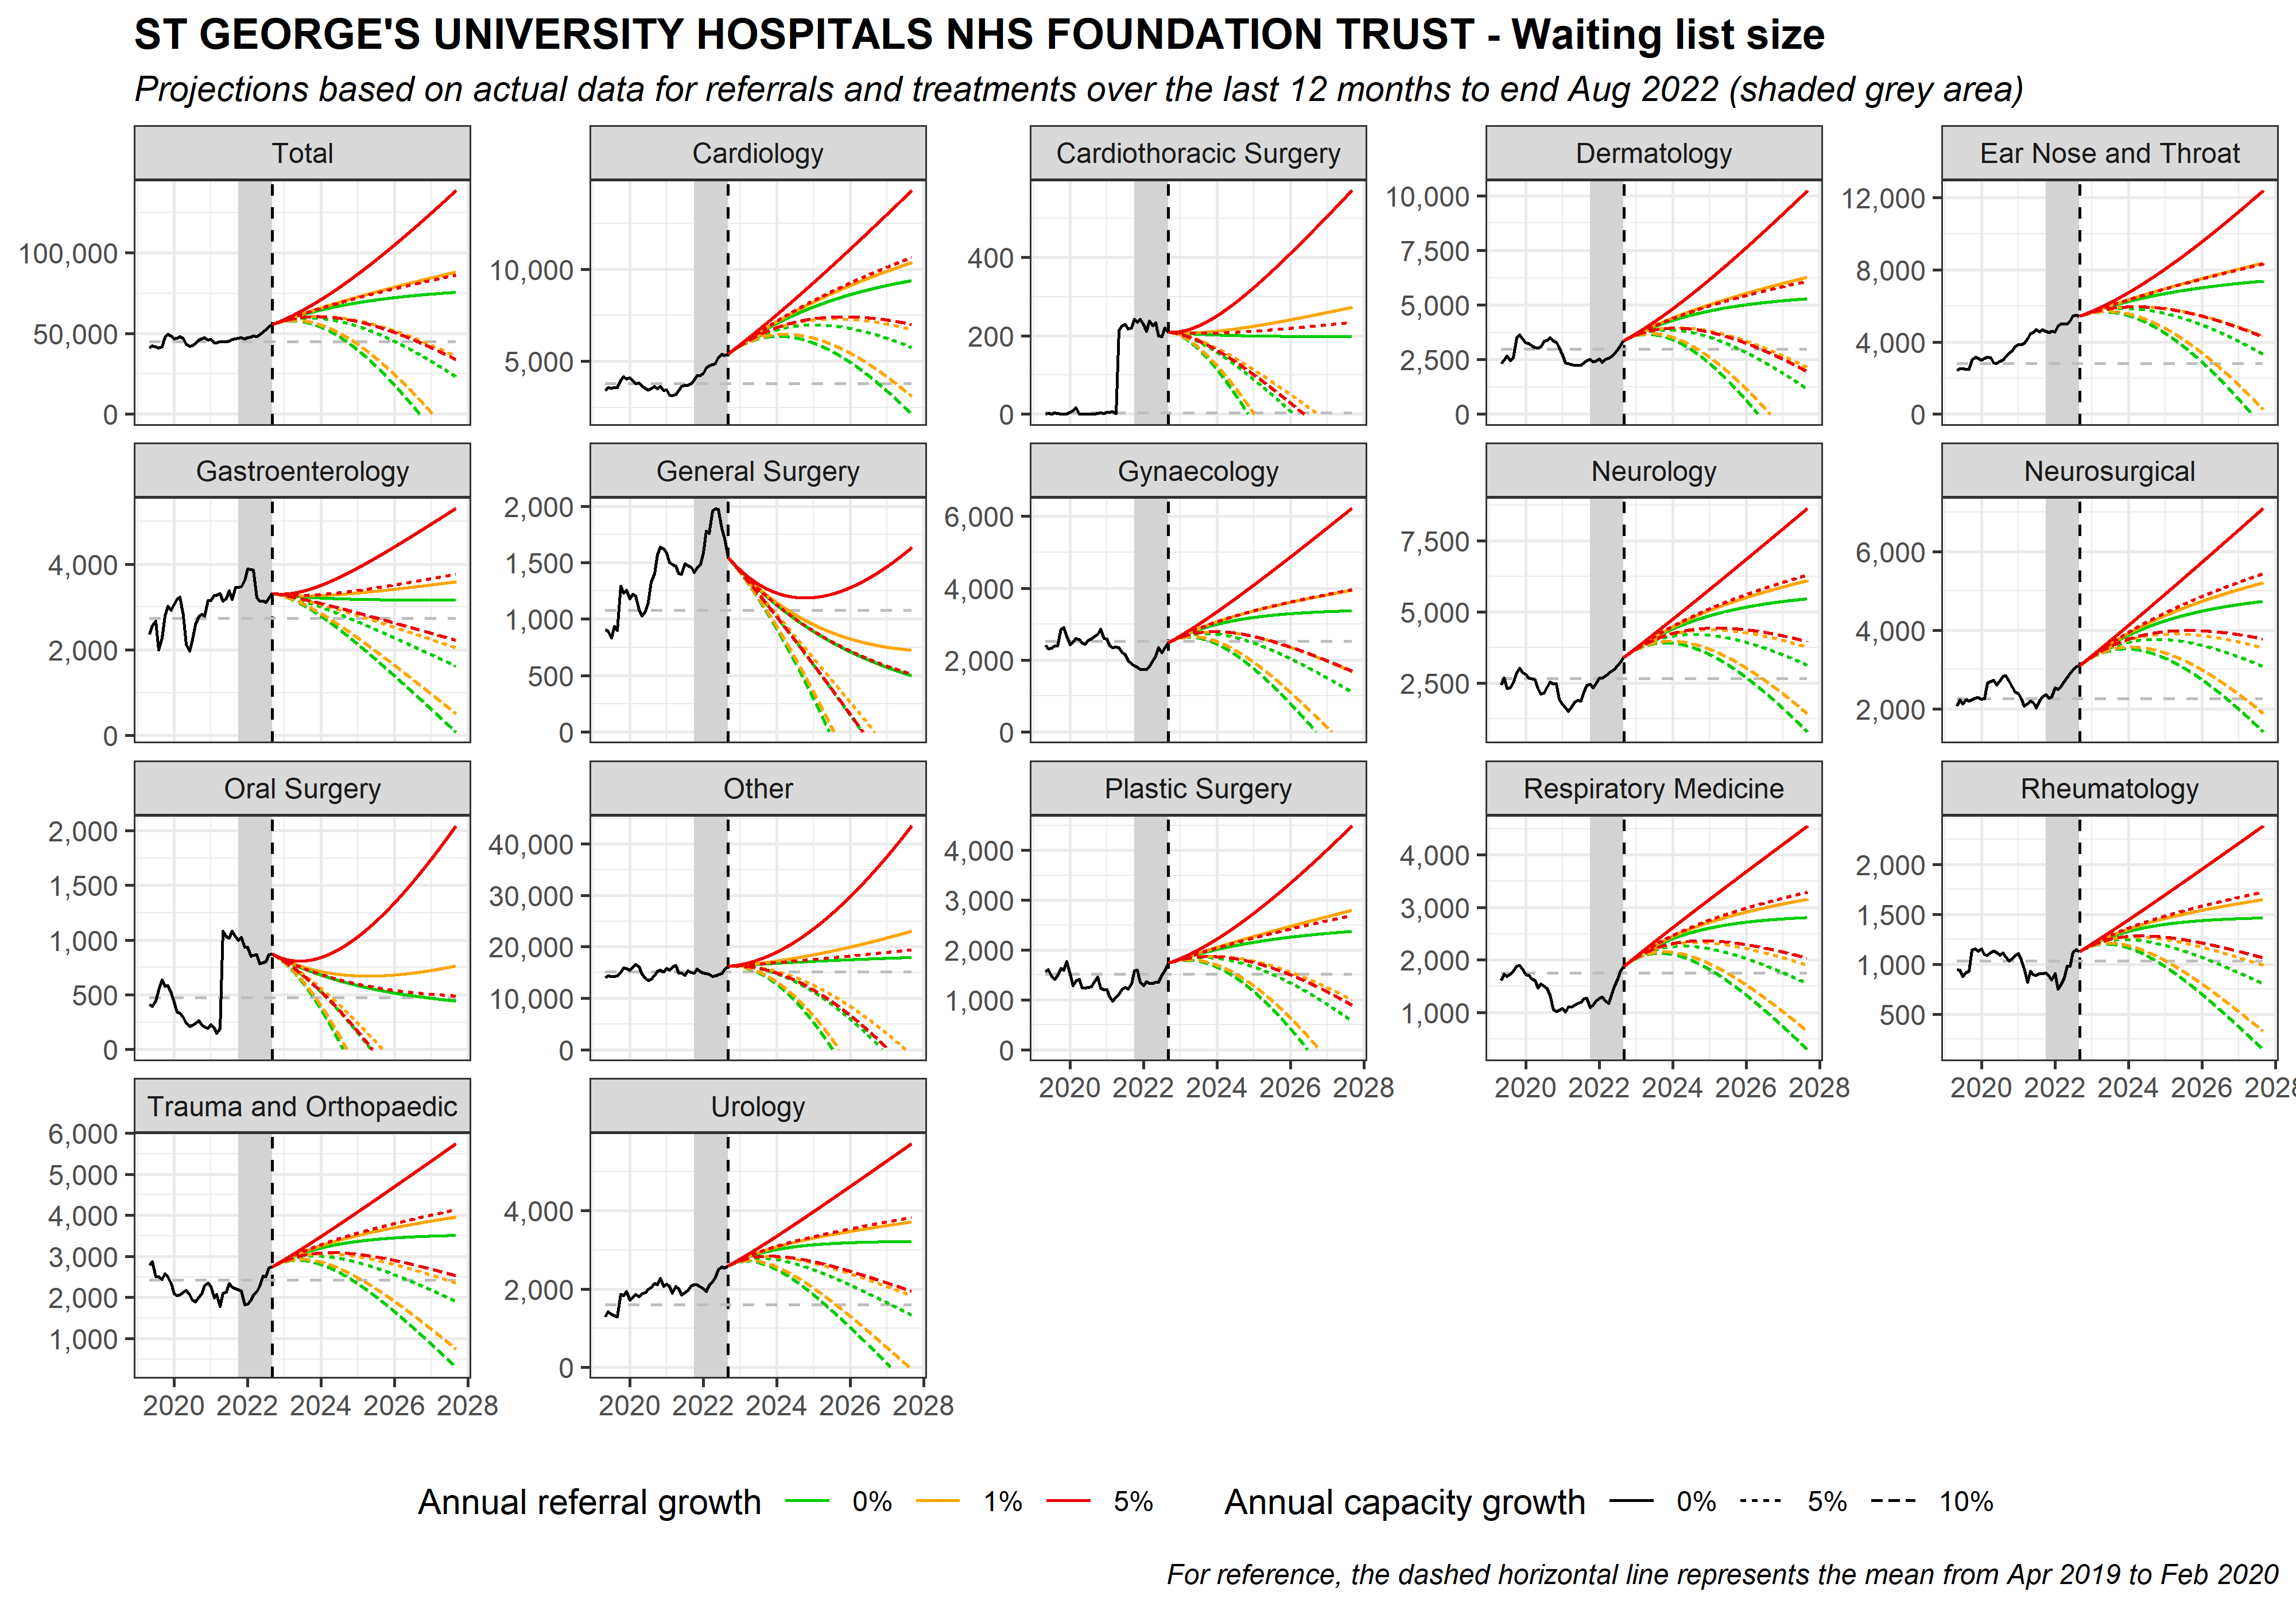 ST GEORGE'S UNIVERSITY HOSPITALS NHS FOUNDATION TRUST - Waiting list size
Projections based on actual data for referrals and treatments over the last 12 months to end Aug 2022 (shaded grey area)
Total
100,000
50,000
0
Cardiology
10,000
5,000
Cardiothoracic Surgery
400
200
0
Dermatology
10,000
7,500
5,000
2,500
0
Ear Nose and Throat
12,000
8,000
4,000
0
Gastroenterology
4,000
2,000
0
General Surgery
2,000
1,500
1,000
500
0
Gynaecology
6,000
4,000
2,000
0
Neurology
7,500
5,000
2,500
Neurosurgical
6,000
4,000
2,000
Oral Surgery
2,000
1,500
1,000
500
0
Other
40,000
30,000
20,000
10,000
0
Plastic Surgery
4,000
3,000
2,000
1,000
0
2020 2022 2024 2026 2028
Respiratory Medicine
4,000
3,000
2,000
1,000
2020 2022 2024 2026 2028
Rheumatology
2,000
1,500
1,000
500
2020 2022 2024 2026 2028
Trauma and Orthopaedic
6,000
5,000
4,000
3,000
2,000
1,000
2020 2022 2024 2026 2028
Urology
4,000
2,000
0
2020 2022 2024 2026 2028
Annual referral growth 0% 1% 5% Annual capacity growth 0% 5% 10%
For reference, the dashed horizontal line represents the mean from Apr 2019 to Feb 2020